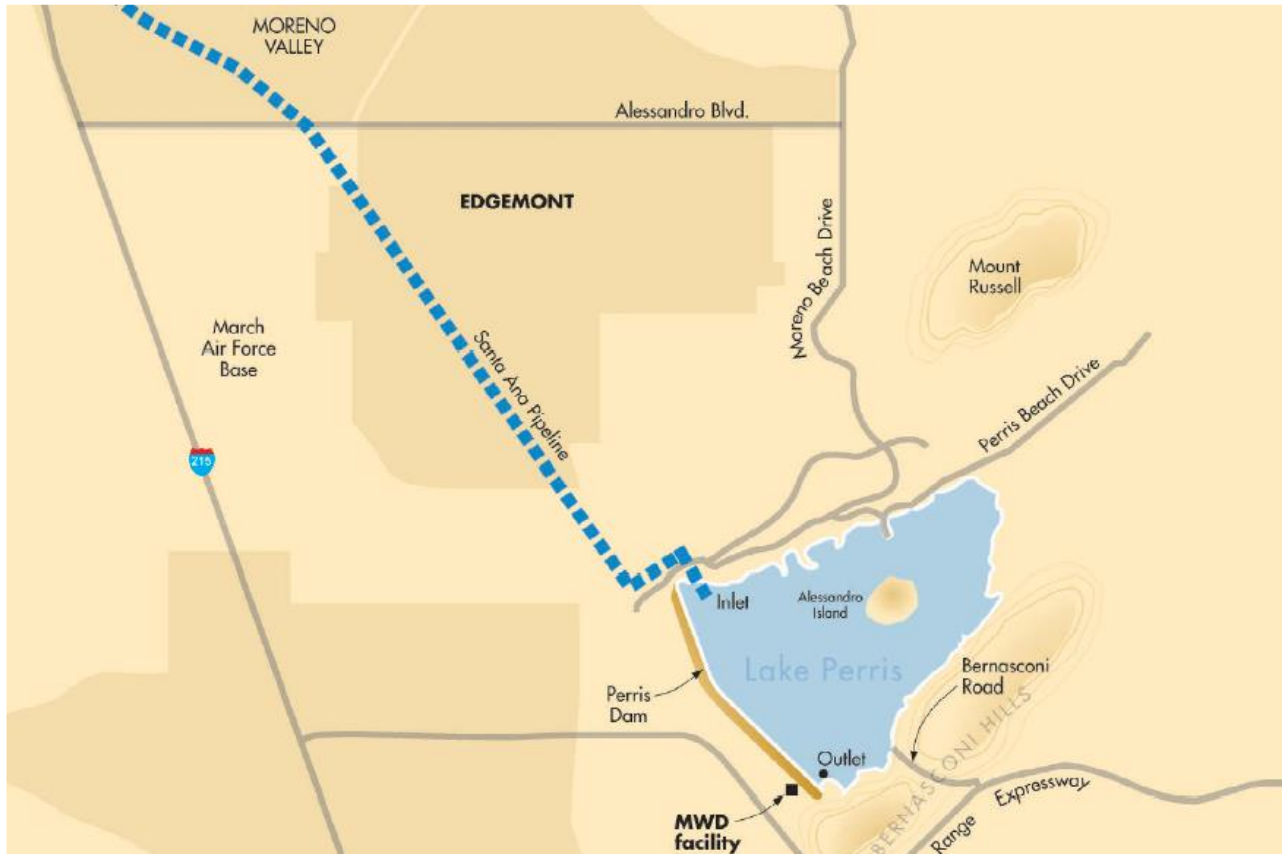 MORENO
VALLEY
Alessandro Blvd.
EDGEMONT
Moreno Beach Drive
Mount
Russell
March
Air Force
Base
Santa Ana Pipeline
Perris Beach Drive
215
Inlet
Alessandro
Island
Lake Perris
Bernasconi
Road
Perris
Dam
Outlet
BERNASCONI HILLS
MWD
facility
Range Expressway